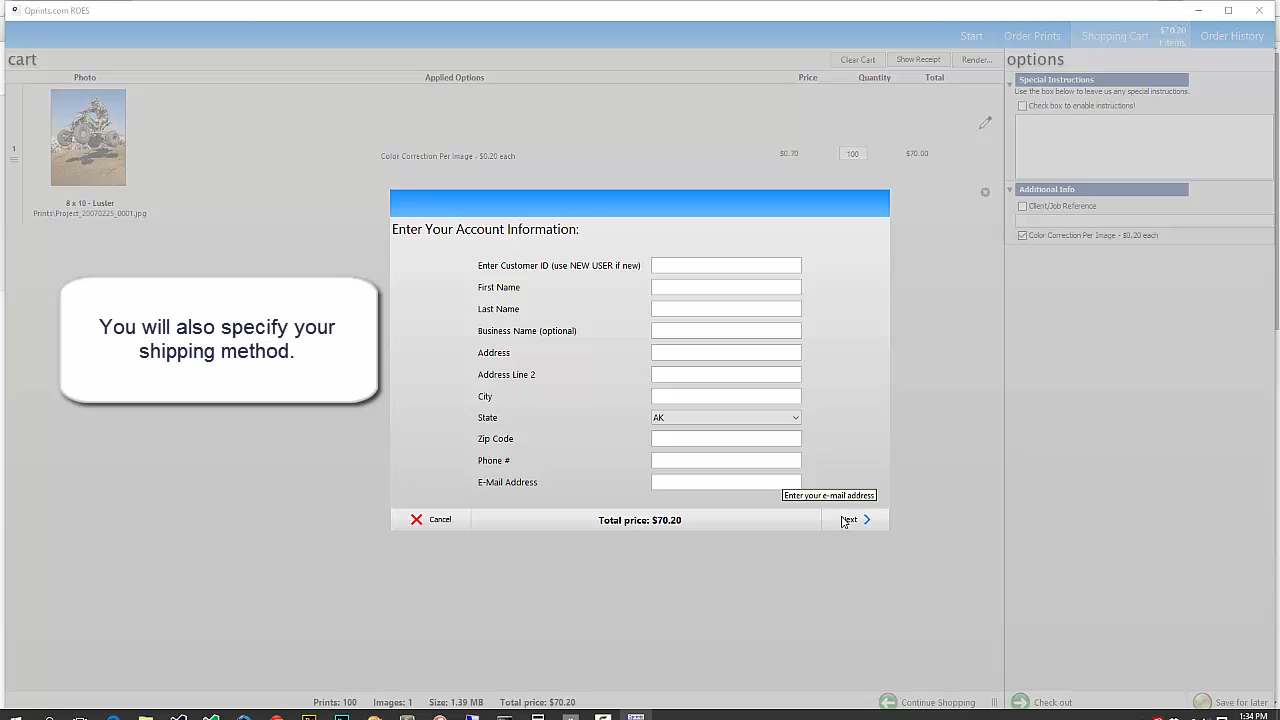 Qprints.com ROES
Start
Order Prints
Shopping Cart
$70.20
1 items
Order History
cart
Clear Cart
Show Receipt
Render...
options
Photo
Applied Options
Price
Quantity
Total
Special Instructions
Use the box below to leave us any special instructions.
Check box to enable instructions!
1
Color Correction Per Image - $0.20 each
$0.70
100
$70.00
Additional Info
Client/Job Reference
Color Correction Per Image - $0.20 each
8 x 10 - Luster
Prints\Project_20070225_0001.jpg
Enter Your Account Information:
Enter Customer ID (use NEW USER if new)
First Name
Last Name
Business Name (optional)
Address
Address Line 2
City
State
AK
Zip Code
Phone #
E-Mail Address
Enter your e-mail address
Cancel
Total price: $70.20
Next
You will also specify your
shipping method.
Prints: 100
Images: 1
Size: 1.39 MB
Total price: $70.20
Continue Shopping
Check out
Save for later
1:34 PM